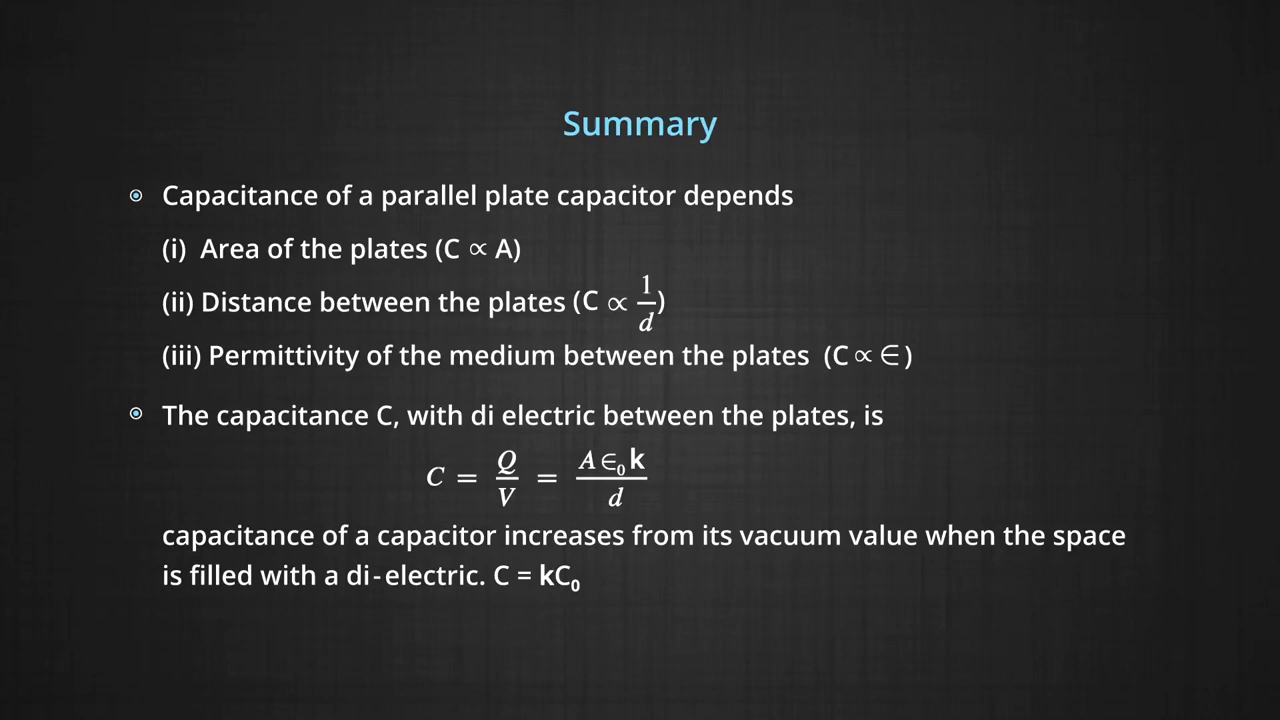 Summary
Capacitance of a parallel plate capacitor depends
(i) Area of the plates (C ∝ A)
(ii) Distance between the plates (C ∝ 1/d)
(iii) Permittivity of the medium between the plates (C ∝ ∈)
The capacitance C, with di electric between the plates, is
C = Q/V = A∈₀k/d
capacitance of a capacitor increases from its vacuum value when the space
is filled with a di-electric. C = kC₀